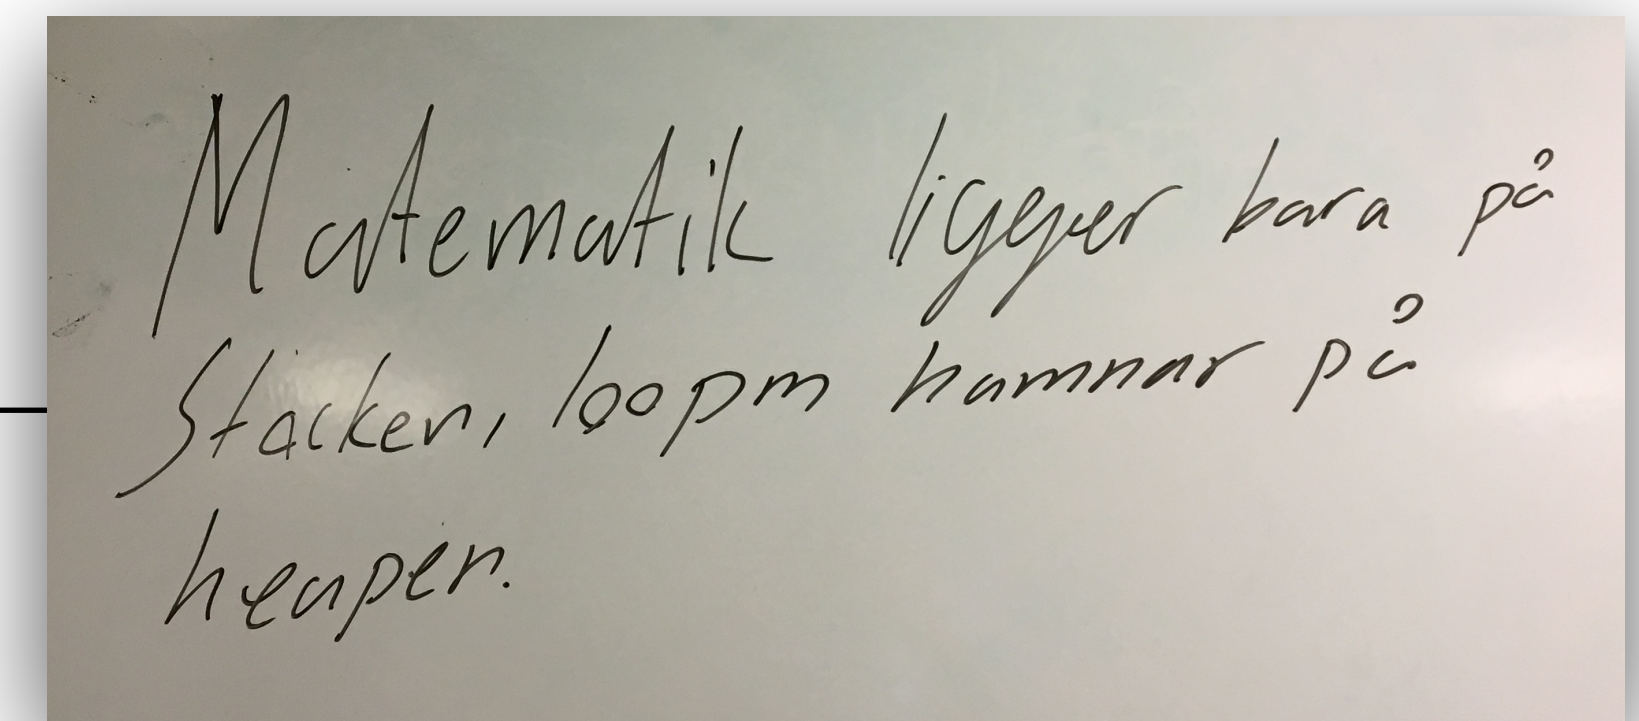 Matematik ligger bara på
Stacken, loopm hamnar på
heapen.